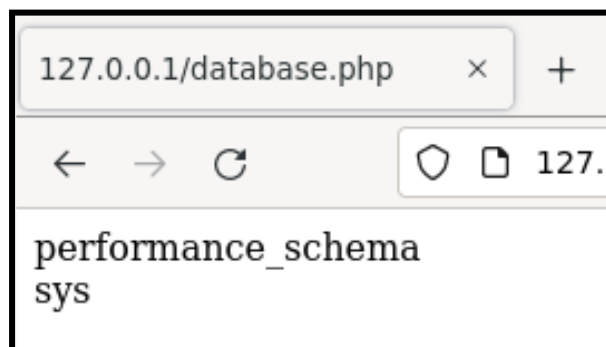 127.0.0.1/database.php
127.
performance_schema
sys